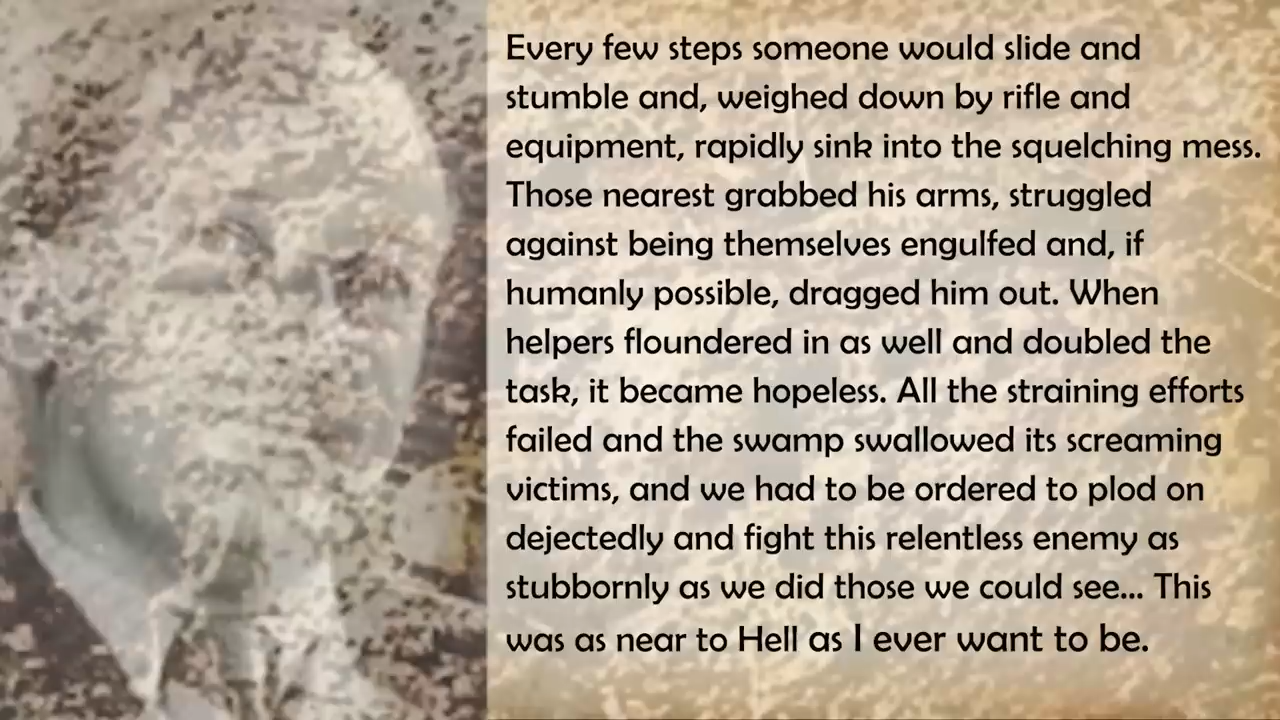 Every few steps someone would slide and
stumble and, weighed down by rifle and
equipment, rapidly sink into the squelching mess.
Those nearest grabbed his arms, struggled
against being themselves engulfed and, if
humanly possible, dragged him out. When
helpers floundered in as well and doubled the
task, it became hopeless. All the straining efforts
failed and the swamp swallowed its screaming
victims, and we had to be ordered to plod on
dejectedly and fight this relentless enemy as
stubbornly as we did those we could see... This
was as near to Hell as I ever want to be.